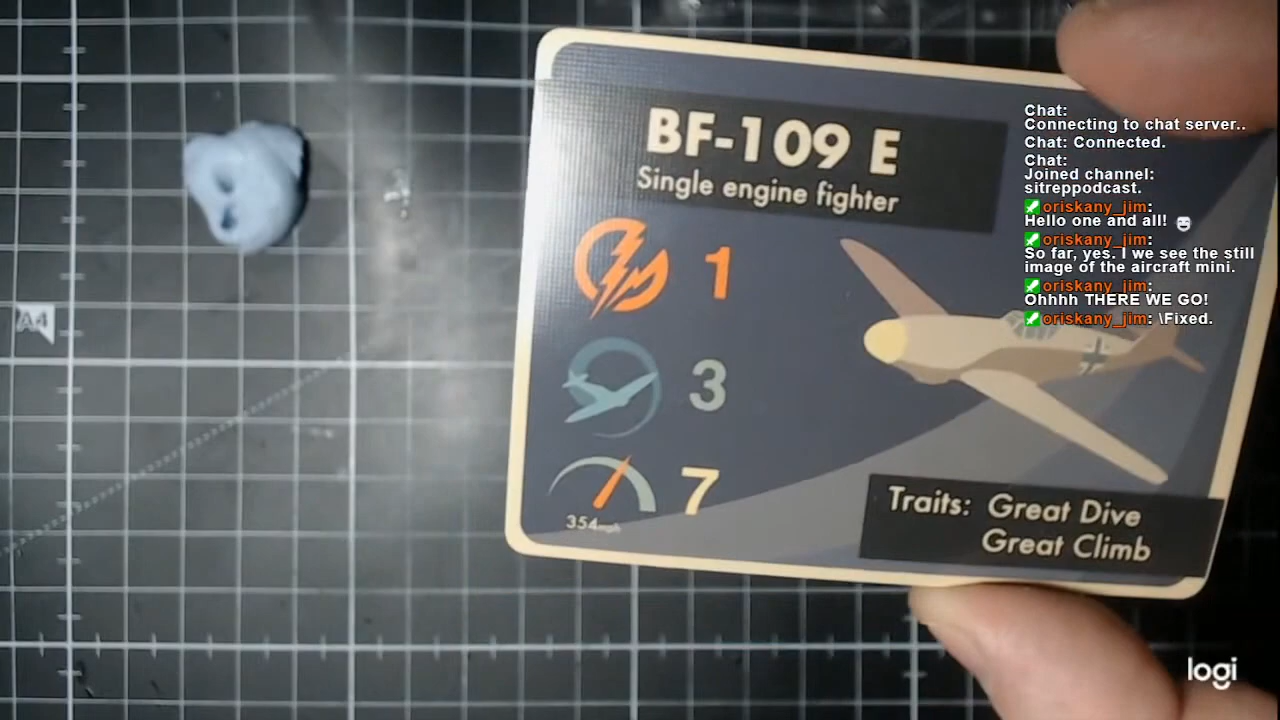 A4
BF-109 E
Single engine fighter
1
3
7
354mph
Traits: Great Dive
Great Climb
Chat:
Connecting to chat server..
Chat: Connected.
Chat:
Joined channel:
sitreppodcast.
oriskany_jim:
Hello one and all!
oriskany_jim:
So far, yes. I we see the still
image of the aircraft mini.
oriskany_jim:
Ohhhh THERE WE GO!
oriskany_jim: \Fixed.
logi